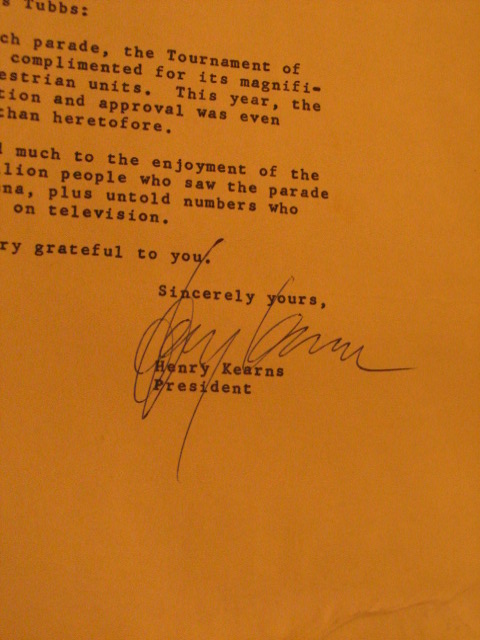 s Tubbs:
ch parade, the Tournament of
complimented for its magnifi-
estrian units. This year, the
tion and approval was even
than heretofore.
much to the enjoyment of the
lion people who saw the parade
na, plus untold numbers who
on television.
ry grateful to you.
Sincerely yours,
Henry Kearns
President